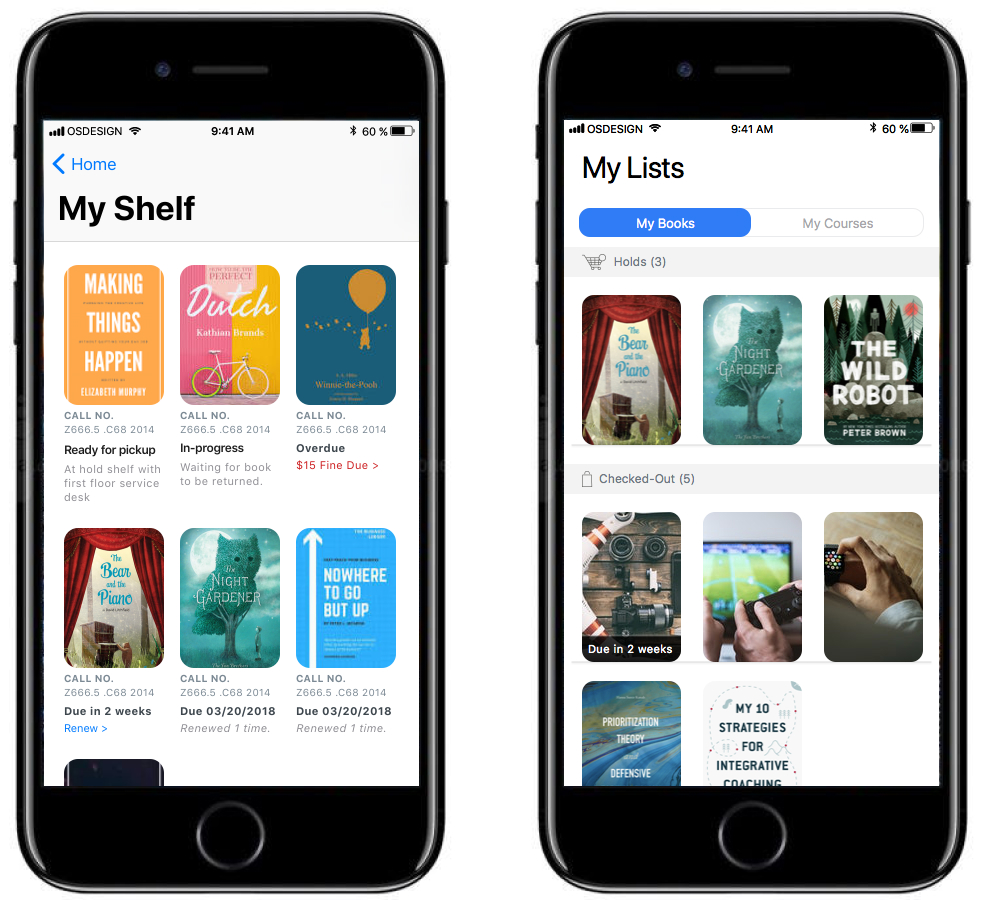 OSDESIGN 9:41 AM 60 %
Home
My Shelf
MAKING
THINGS
HAPPEN
ELIZABETH MURPHY
HOW TO BE THE
PERFECT
Dutch
Kathian Brands
A. A. Milne
Winnie-the-Pooh
CALL NO.
Z666.5 .C68 2014
Ready for pickup
At hold shelf with
first floor service
desk
CALL NO.
Z666.5 .C68 2014
In-progress
Waiting for book
to be returned.
CALL NO.
Z666.5 .C68 2014
Overdue
$15 Fine Due >
The
Bear
and the
Piano
The
NIGHT
GARDENER
The Fan Brothers
NOWHERE
TO GO
BUT UP
CALL NO.
Z666.5 .C68 2014
Due in 2 weeks
Renew >
CALL NO.
Z666.5 .C68 2014
Due 03/20/2018
Renewed 1 time.
CALL NO.
Z666.5 .C68 2014
Due 03/20/2018
Renewed 1 time.
OSDESIGN 9:41 AM 60 %
My Lists
My Books My Courses
Holds (3)
The
Bear
and the
Piano
The
NIGHT
GARDENER
The Fan Brothers
THE
WILD
ROBOT
PETER BROWN
Checked-Out (5)
Due in 2 weeks
PRIORITIZATION
THEORY
and
DEFENSIVE
MY 10
STRATEGIES
FOR
INTEGRATIVE
COACHING